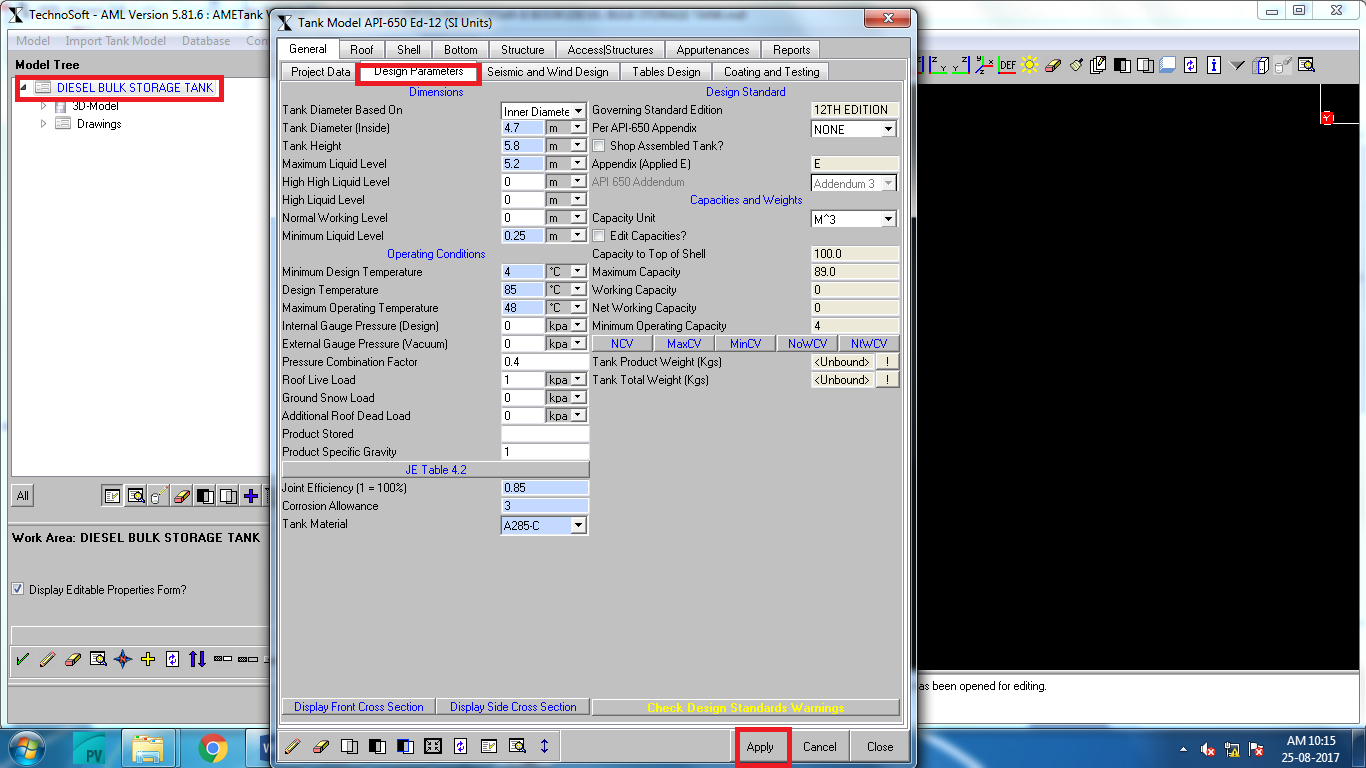 TechnoSoft - AML Version 5.81.6 : AMETank
Model Import Tank Model Database
Model Tree
DIESEL BULK STORAGE TANK
3D-Model
Drawings
All
Work Area: DIESEL BULK STORAGE TANK
Display Editable Properties Form?
Tank Model API-650 Ed-12 (SI Units)
General Roof Shell Bottom Structure Access|Structures Appurtenances Reports
Project Data Design Parameters Seismic and Wind Design Tables Design Coating and Testing
Dimensions
Tank Diameter Based On Inner Diamete
Tank Diameter (Inside) 4.7 m
Tank Height 5.8 m
Maximum Liquid Level 5.2 m
High High Liquid Level 0 m
High Liquid Level 0 m
Normal Working Level 0 m
Minimum Liquid Level 0.25 m
Operating Conditions
Minimum Design Temperature 4 °C
Design Temperature 85 °C
Maximum Operating Temperature 48 °C
Internal Gauge Pressure (Design) 0 kpa
External Gauge Pressure (Vacuum) 0 kpa
Pressure Combination Factor 0.4
Roof Live Load 1 kpa
Ground Snow Load 0 kpa
Additional Roof Dead Load 0 kpa
Product Stored
Product Specific Gravity 1
JE Table 4.2
Joint Efficiency (1 = 100%) 0.85
Corrosion Allowance 3
Tank Material A285-C
Design Standard
Governing Standard Edition 12TH EDITION
Per API-650 Appendix NONE
Shop Assembled Tank?
Appendix (Applied E) E
API 650 Addendum Addendum 3
Capacities and Weights
Capacity Unit M^3
Edit Capacities?
Capacity to Top of Shell 100.0
Maximum Capacity 89.0
Working Capacity 0
Net Working Capacity 0
Minimum Operating Capacity 4
NCV MaxCV MinCV NoWCV NtWCV
Tank Product Weight (Kgs) <Unbound> !
Tank Total Weight (Kgs) <Unbound> !
Display Front Cross Section Display Side Cross Section Check Design Standards Warnings
Apply Cancel Close
DEF
as been opened for editing.
PV
W
AM 10:15
25-08-2017